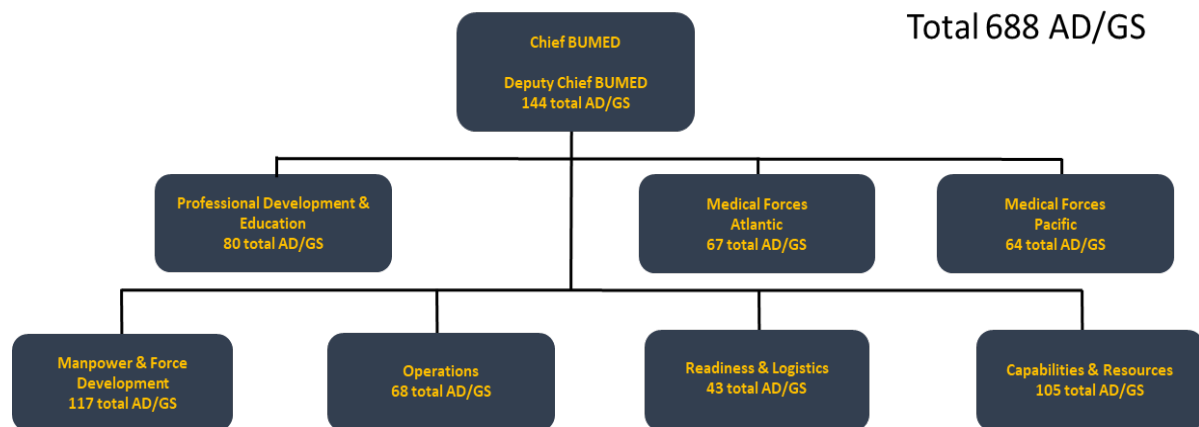 Total 688 AD/GS
Chief BUMED
Deputy Chief BUMED
144 total AD/GS
Professional Development &
Education
80 total AD/GS
Medical Forces
Atlantic
67 total AD/GS
Medical Forces
Pacific
64 total AD/GS
Manpower & Force
Development
117 total AD/GS
Operations
68 total AD/GS
Readiness & Logistics
43 total AD/GS
Capabilities & Resources
105 total AD/GS